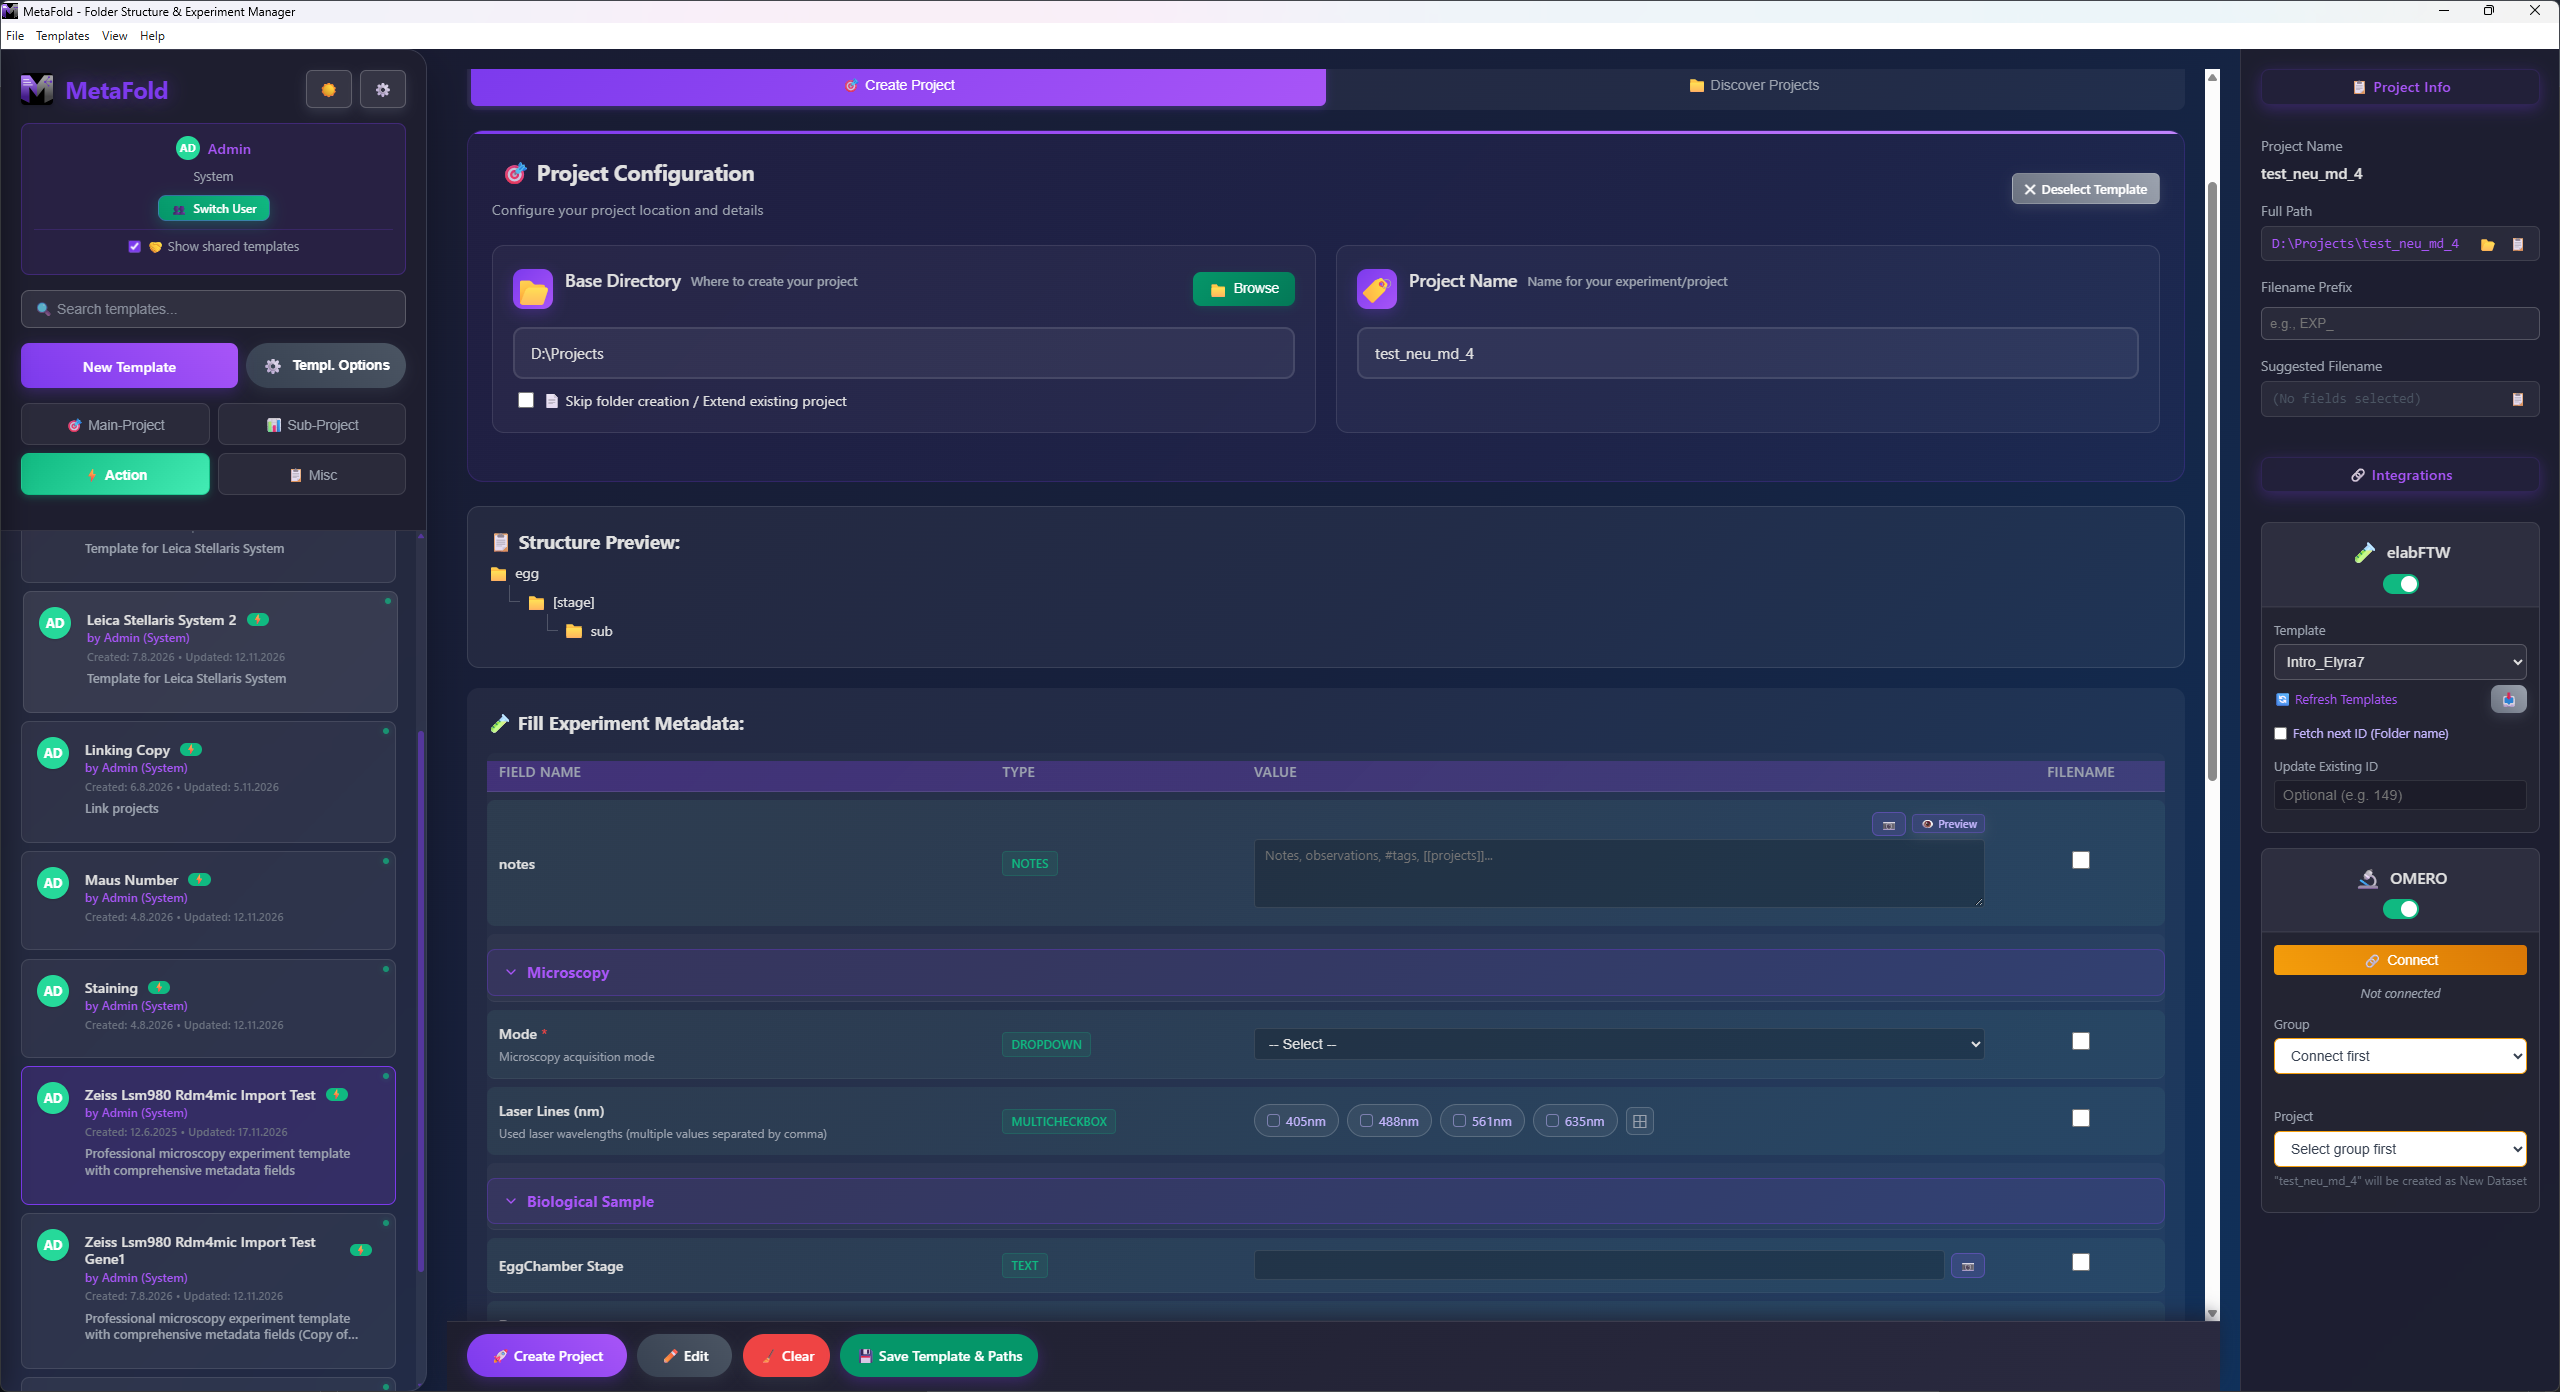 MetaFold - Folder Structure & Experiment Manager
File Templates View Help
MetaFold
AD Admin
System
Switch User
Show shared templates
Search templates...
New Template
Templ. Options
Main-Project
Sub-Project
Action
Misc
Template for Leica Stellaris System
AD
Leica Stellaris System 2
by Admin (System)
Created: 7.8.2026 • Updated: 12.11.2026
Template for Leica Stellaris System
AD
Linking Copy
by Admin (System)
Created: 6.8.2026 • Updated: 5.11.2026
Link projects
AD
Maus Number
by Admin (System)
Created: 4.8.2026 • Updated: 12.11.2026
AD
Staining
by Admin (System)
Created: 4.8.2026 • Updated: 12.11.2026
AD
Zeiss Lsm980 Rdm4mic Import Test
by Admin (System)
Created: 12.6.2025 • Updated: 17.11.2026
Professional microscopy experiment template
with comprehensive metadata fields
AD
Zeiss Lsm980 Rdm4mic Import Test
Gene1
by Admin (System)
Created: 7.8.2026 • Updated: 12.11.2026
Professional microscopy experiment template
with comprehensive metadata fields (Copy of...
Create Project
Discover Projects
Project Configuration
Configure your project location and details
Deselect Template
Base Directory Where to create your project
Browse
D:\Projects
Skip folder creation / Extend existing project
Project Name Name for your experiment/project
test_neu_md_4
Structure Preview:
egg
[stage]
sub
Fill Experiment Metadata:
FIELD NAME TYPE VALUE FILENAME
Preview
notes NOTES Notes, observations, #tags, [[projects]]...
Microscopy
Mode *
Microscopy acquisition mode
DROPDOWN
-- Select --
Laser Lines (nm)
Used laser wavelengths (multiple values separated by comma)
MULTICHECKBOX
405nm 488nm 561nm 635nm
Biological Sample
EggChamber Stage TEXT
Create Project
Edit
Clear
Save Template & Paths
Project Info
Project Name
test_neu_md_4
Full Path
D:\Projects\test_neu_md_4
Filename Prefix
e.g., EXP_
Suggested Filename
(No fields selected)
Integrations
elabFTW
Template
Intro_Elyra7
Refresh Templates
Fetch next ID (Folder name)
Update Existing ID
Optional (e.g. 149)
OMERO
Connect
Not connected
Group
Connect first
Project
Select group first
"test_neu_md_4" will be created as New Dataset